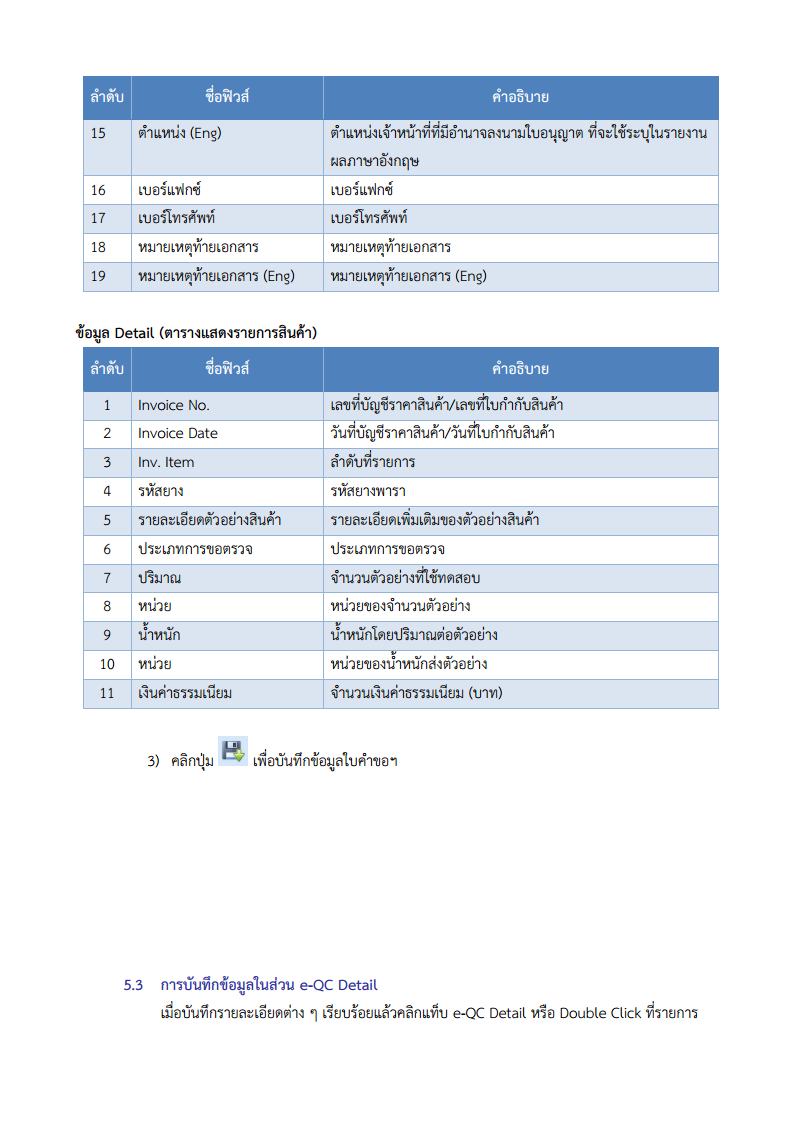 ลำดับ ชื่อฟิวส์ คำอธิบาย
15 ตำแหน่ง (Eng) ตำแหน่งเจ้าหน้าที่ที่มีอำนาจลงนามใบอนุญาต ที่จะใช้ระบุในรายงาน
ผลภาษาอังกฤษ
16 เบอร์แฟกซ์ เบอร์แฟกซ์
17 เบอร์โทรศัพท์ เบอร์โทรศัพท์
18 หมายเหตุท้ายเอกสาร หมายเหตุท้ายเอกสาร
19 หมายเหตุท้ายเอกสาร (Eng) หมายเหตุท้ายเอกสาร (Eng)
ข้อมูล Detail (ตารางแสดงรายการสินค้า)
ลำดับ ชื่อฟิวส์ คำอธิบาย
1 Invoice No. เลขที่บัญชีราคาสินค้า/เลขที่ใบกำกับสินค้า
2 Invoice Date วันที่บัญชีราคาสินค้า/วันที่ใบกำกับสินค้า
3 Inv. Item ลำดับที่รายการ
4 รหัสยาง รหัสยางพารา
5 รายละเอียดตัวอย่างสินค้า รายละเอียดเพิ่มเติมของตัวอย่างสินค้า
6 ประเภทการขอตรวจ ประเภทการขอตรวจ
7 ปริมาณ จำนวนตัวอย่างที่ใช้ทดสอบ
8 หน่วย หน่วยของจำนวนตัวอย่าง
9 น้ำหนัก น้ำหนักโดยปริมาณต่อตัวอย่าง
10 หน่วย หน่วยของน้ำหนักส่งตัวอย่าง
11 เงินค่าธรรมเนียม จำนวนเงินค่าธรรมเนียม (บาท)
3) คลิกปุ่ม เพื่อบันทึกข้อมูลใบคำขอฯ
5.3 การบันทึกข้อมูลในส่วน e-QC Detail
เมื่อบันทึกรายละเอียดต่าง ๆ เรียบร้อยแล้วคลิกแท็บ e-QC Detail หรือ Double Click ที่รายการ